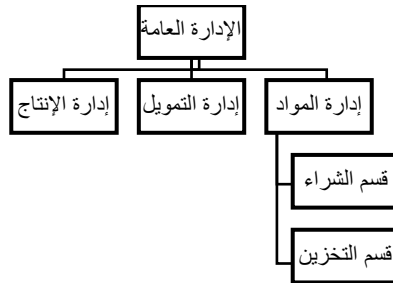 الإدارة العامة
إدارة المواد
إدارة التمويل
إدارة الإنتاج
قسم الشراء
قسم التخزين